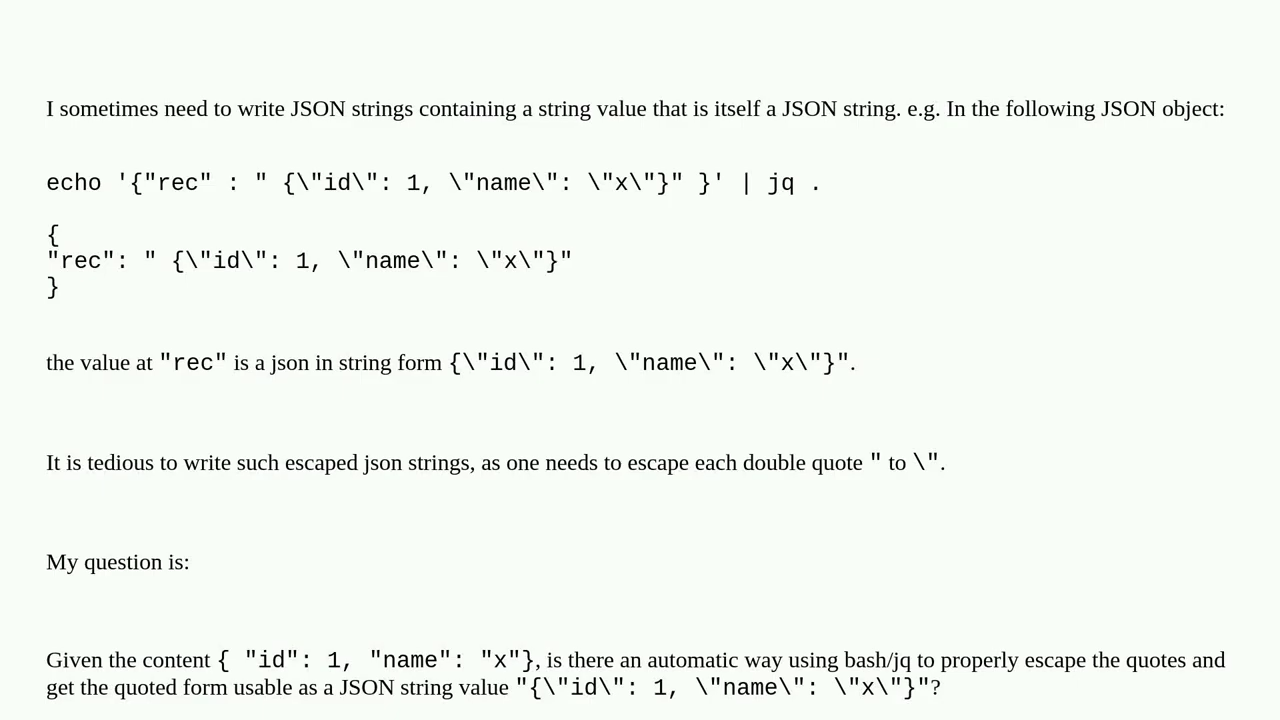 I sometimes need to write JSON strings containing a string value that is itself a JSON string. e.g. In the following JSON object:
echo '{"rec" : " {\"id\": 1, \"name\": \"x\"}" }' | jq .
{
"rec": " {\"id\": 1, \"name\": \"x\"}"
}
the value at "rec" is a json in string form {\"id\": 1, \"name\": \"x\"}".
It is tedious to write such escaped json strings, as one needs to escape each double quote " to \".
My question is:
Given the content { "id": 1, "name": "x"}, is there an automatic way using bash/jq to properly escape the quotes and
get the quoted form usable as a JSON string value "{\"id\": 1, \"name\": \"x\"}"?